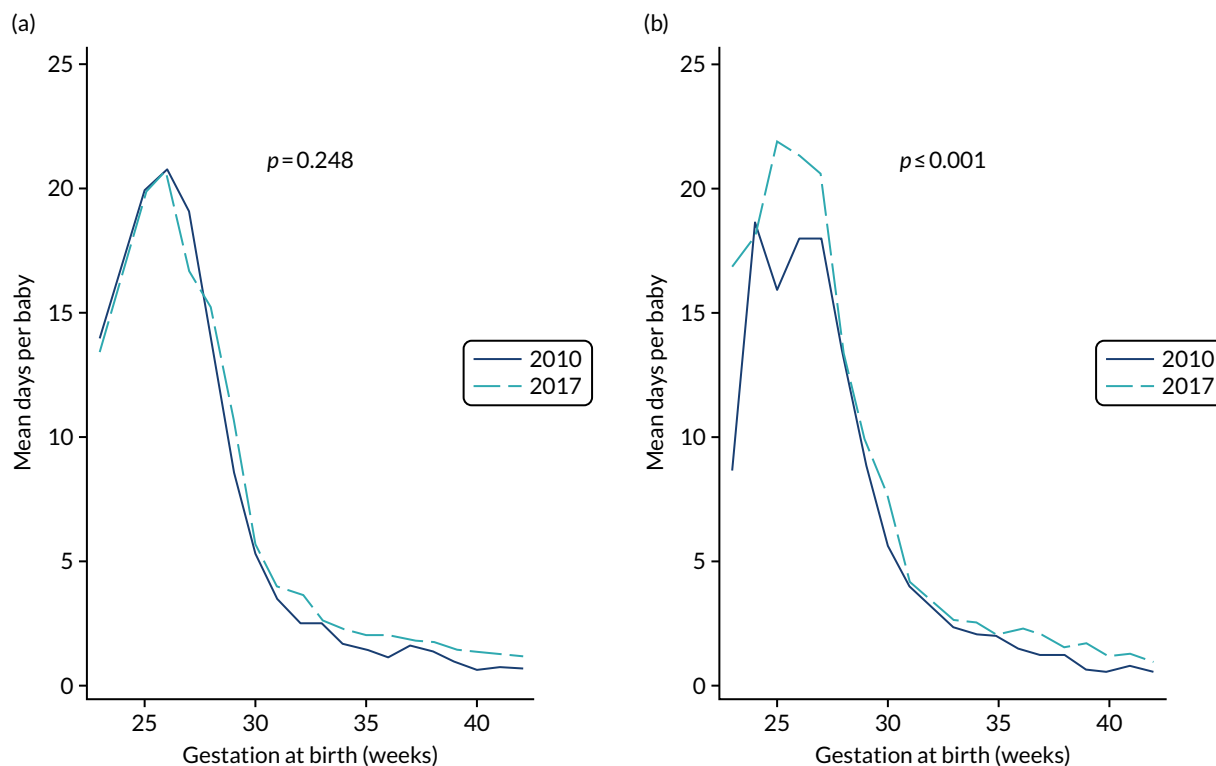 (a)
25
20
15
10
5
0
Mean days per baby
p = 0.248
2010
2017
25 30 35 40
Gestation at birth (weeks)
(b)
25
20
15
10
5
0
Mean days per baby
p ≤ 0.001
2010
2017
25 30 35 40
Gestation at birth (weeks)